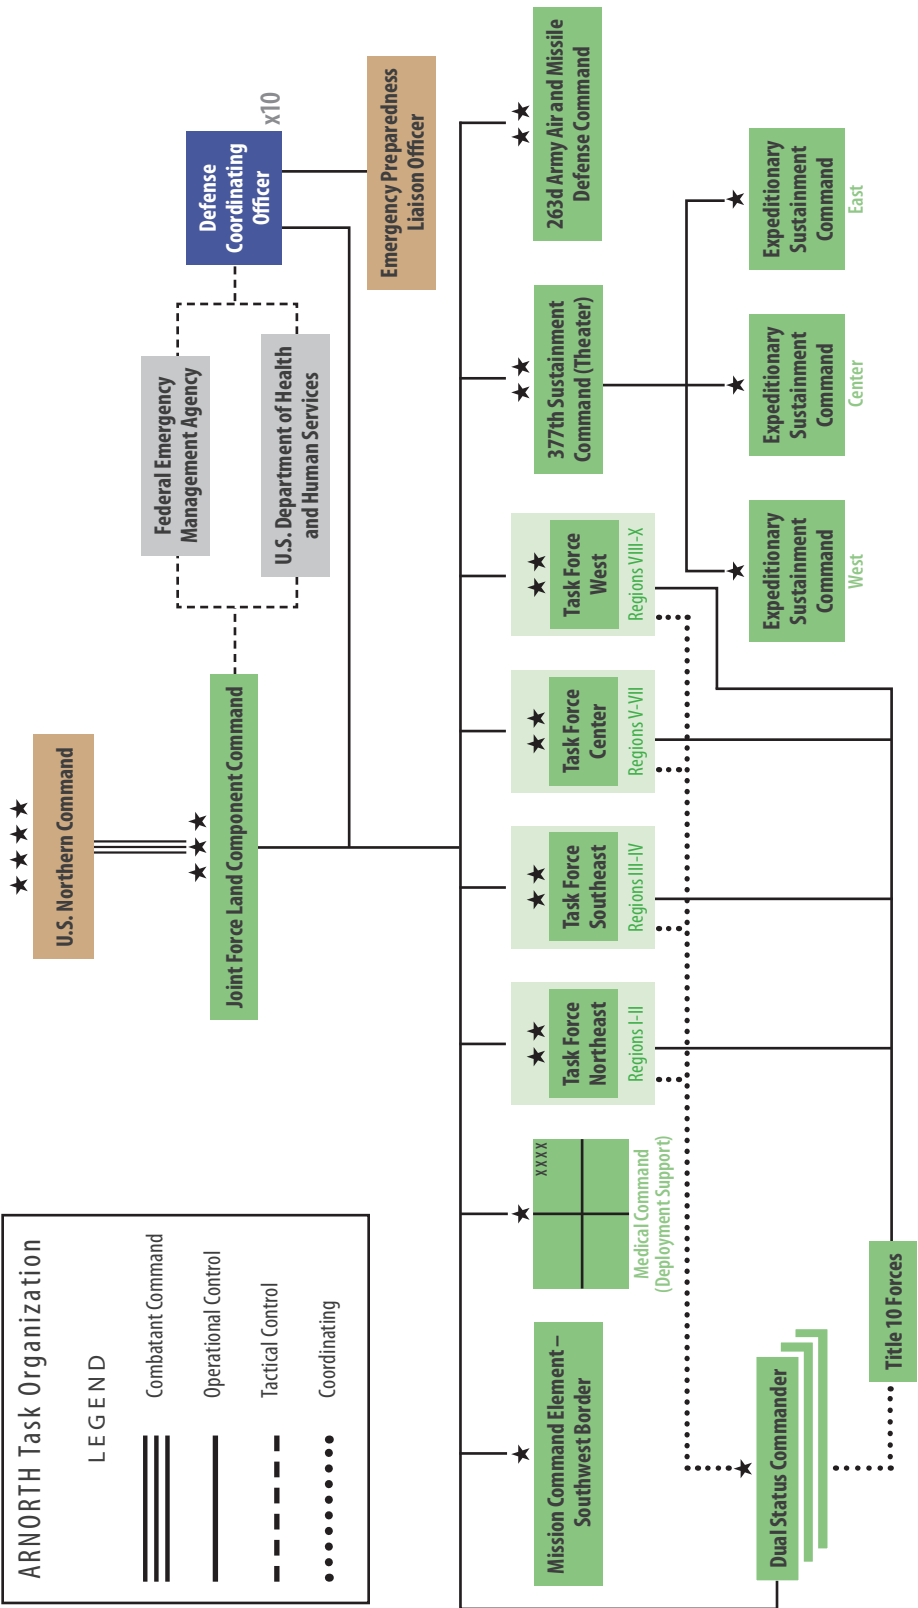 ARNORTH Task Organization
LEGEND
Combatant Command
Operational Control
Tactical Control
Coordinating
U.S. Northern Command
Joint Force Land Component Command
Federal Emergency
Management Agency
U.S. Department of Health
and Human Services
Defense
Coordinating
Officer
x10
Emergency Preparedness
Liaison Officer
Mission Command Element –
Southwest Border
XXXX
Medical Command
(Deployment Support)
Task Force
Northeast
Regions I-II
Task Force
Southeast
Regions III-IV
Task Force
Center
Regions V-VII
Task Force
West
Regions VIII-X
377th Sustainment
Command (Theater)
263d Army Air and Missile
Defense Command
Dual Status Commander
Title 10 Forces
Expeditionary
Sustainment
Command
West
Expeditionary
Sustainment
Command
Center
Expeditionary
Sustainment
Command
East